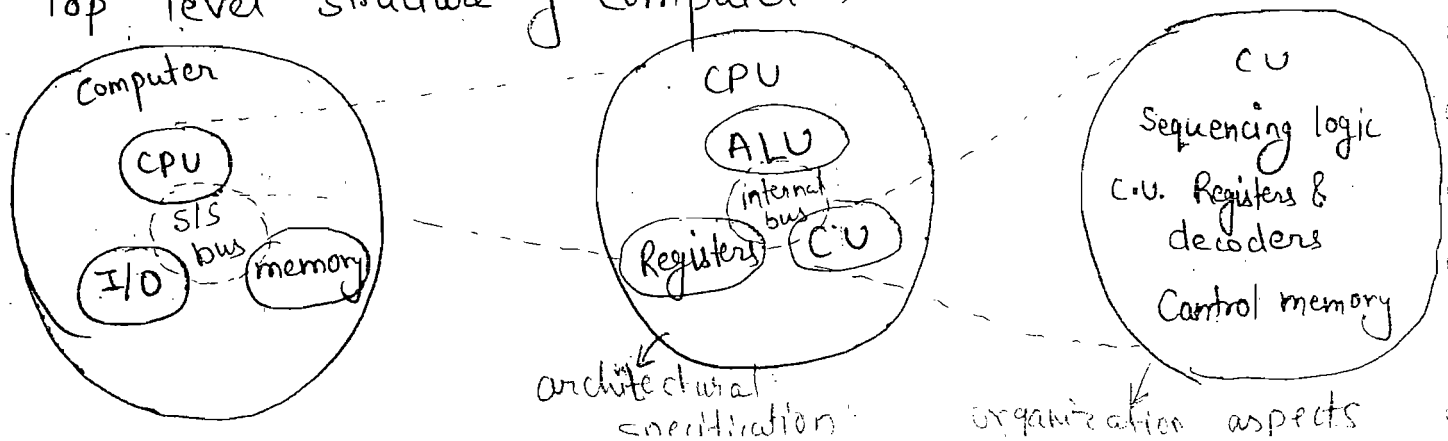 Top level structure of Computer
Computer
CPU
S/S
bus
I/O
memory
CPU
ALU
internal
bus
Registers
C.U
architectural
specification
CU
Sequencing logic
C.U. Registers &
decoders
Control memory
organization aspects